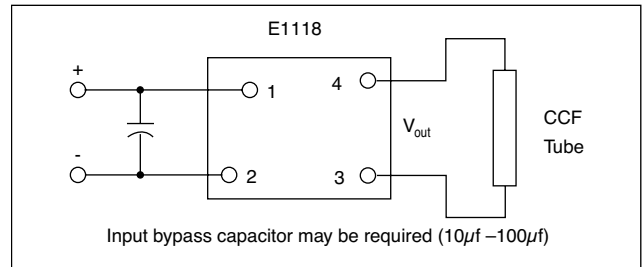 E1118
+
1
4
CCF
Tube
Vout
-
2
3
Input bypass capacitor may be required (10µf –100µf)